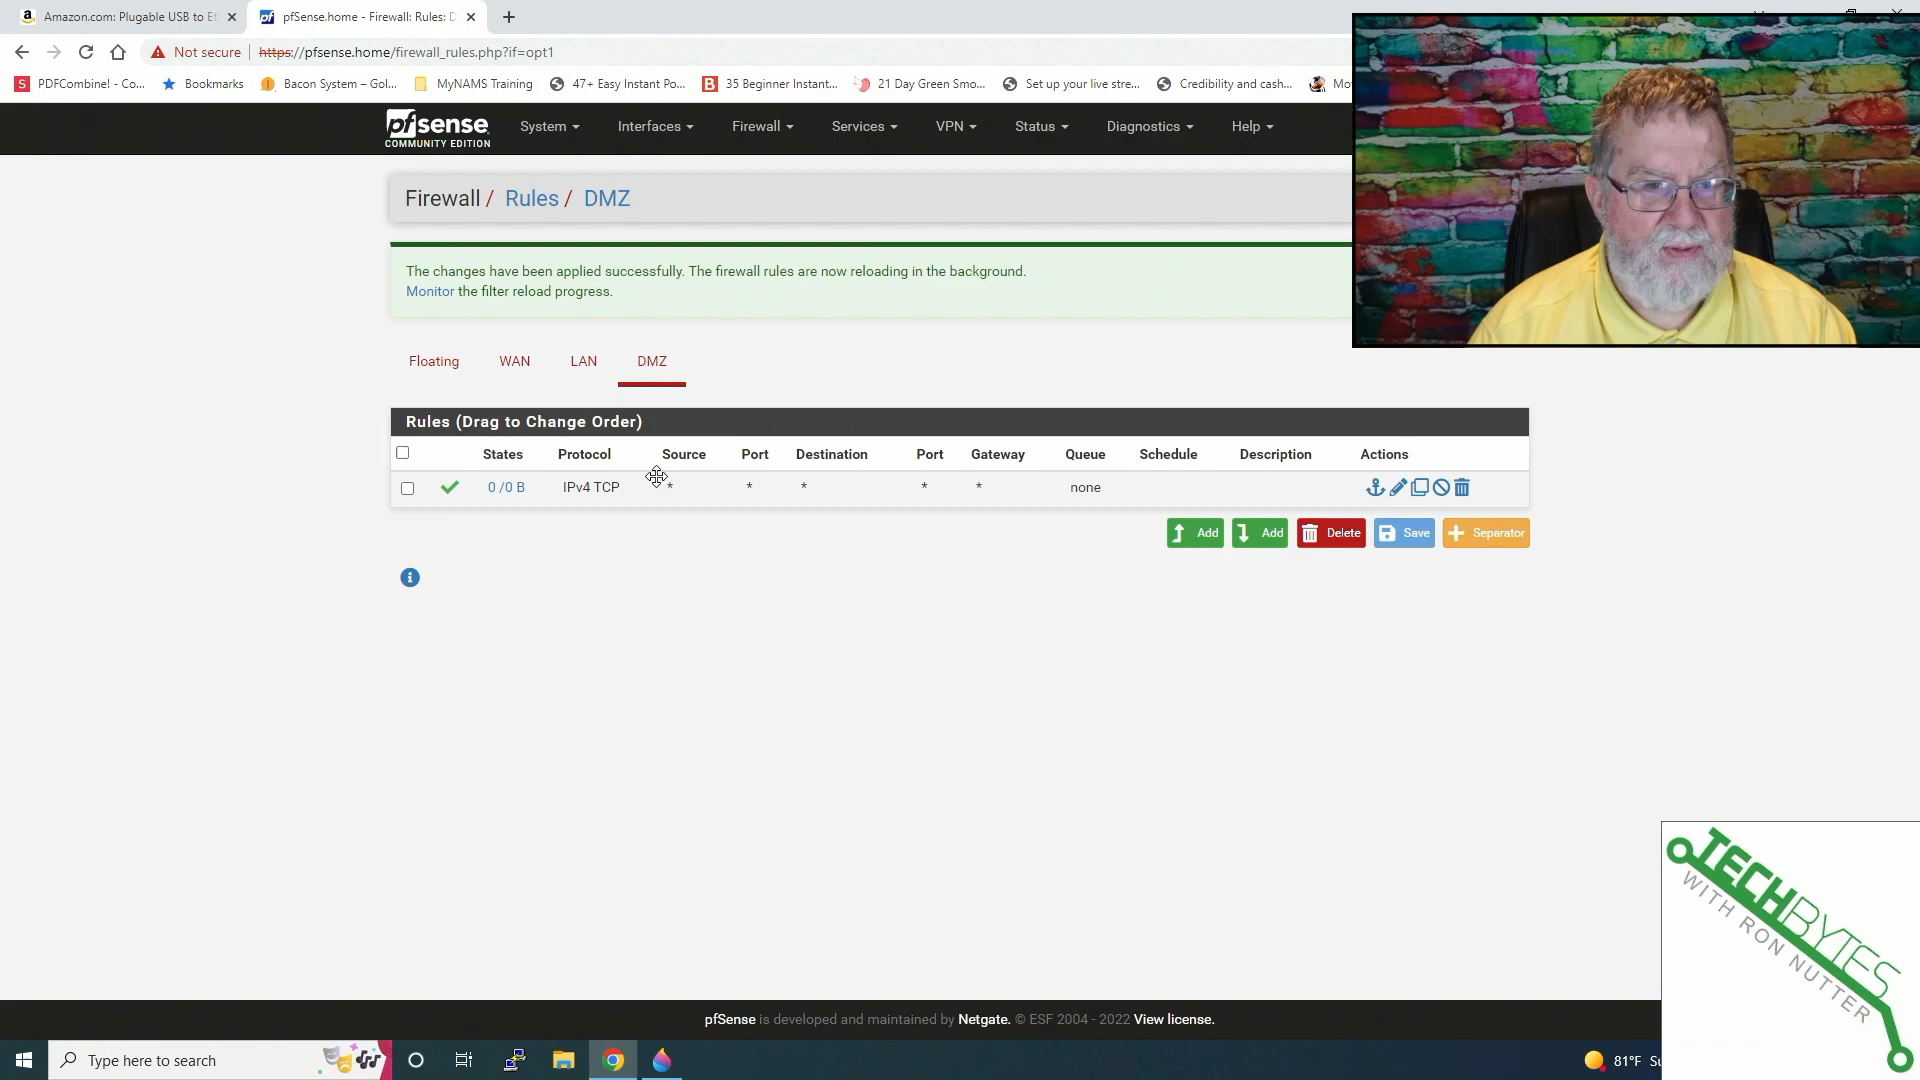 Amazon.com: Plugable USB to Et
pfSense.home - Firewall: Rules: D
Not secure
https://pfsense.home/firewall_rules.php?if=opt1
PDFCombine! - Co...
Bookmarks
Bacon System – Gol...
MyNAMS Training
47+ Easy Instant Po...
35 Beginner Instant...
21 Day Green Smo...
Set up your live stre...
Credibility and cash...
pfsense
COMMUNITY EDITION
System
Interfaces
Firewall
Services
VPN
Status
Diagnostics
Help
Firewall / Rules / DMZ
The changes have been applied successfully. The firewall rules are now reloading in the background.
Monitor the filter reload progress.
Floating
WAN
LAN
DMZ
Rules (Drag to Change Order)
States Protocol Source Port Destination Port Gateway Queue Schedule Description Actions
0 /0 B IPv4 TCP * * * * * none
Add
Add
Delete
Save
Separator
pfSense is developed and maintained by Netgate. © ESF 2004 - 2022 View license.
Type here to search
81°F
TECHBYTES
WITH RON NUTTER